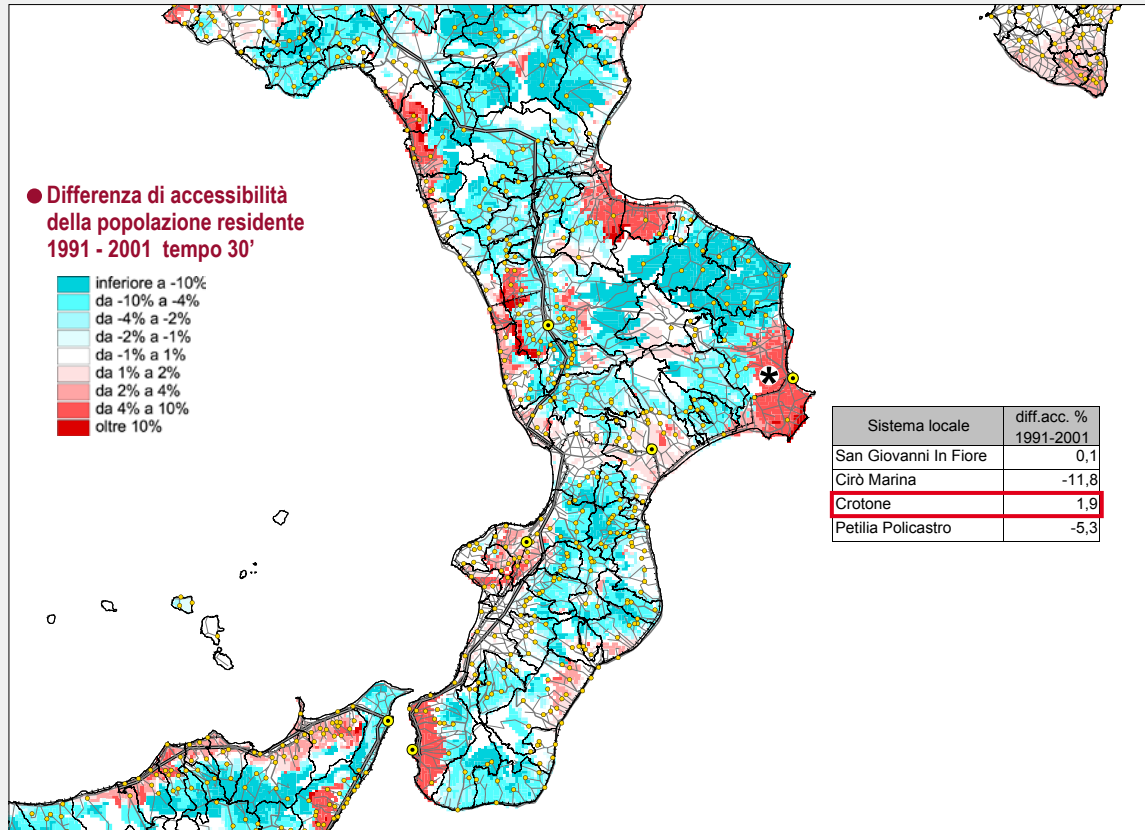 Differenza di accessibilità
della popolazione residente
1991 - 2001 tempo 30'
inferiore a -10%
da -10% a -4%
da -4% a -2%
da -2% a -1%
da -1% a 1%
da 1% a 2%
da 2% a 4%
da 4% a 10%
oltre 10%
Sistema locale diff.acc. %
1991-2001
San Giovanni In Fiore 0,1
Cirò Marina -11,8
Crotone 1,9
Petilia Policastro -5,3